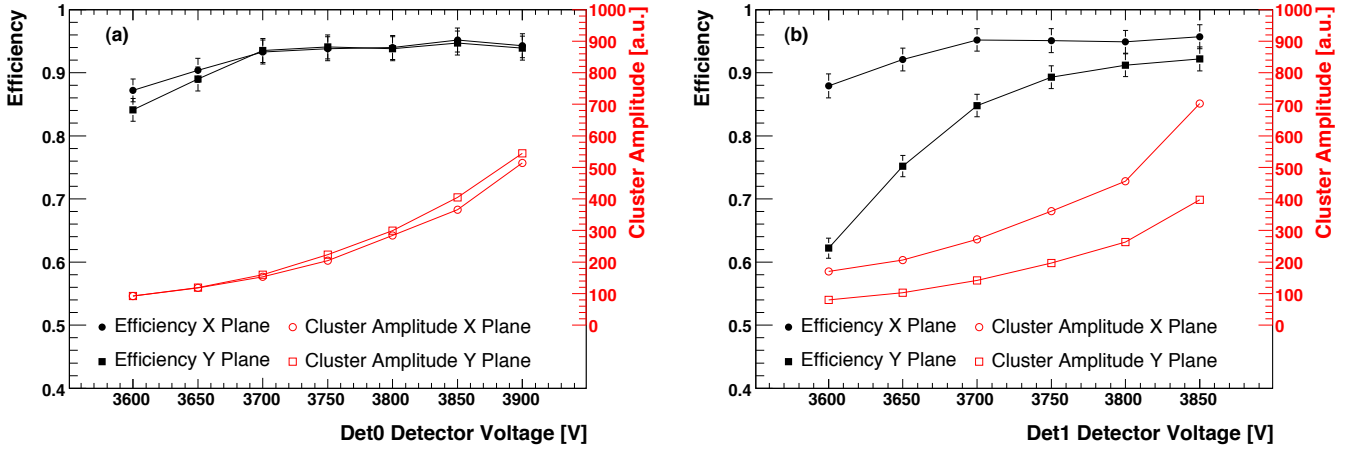 (a)
Efficiency
1
0.9
0.8
0.7
0.6
0.5
0.4
Cluster Amplitude [a.u.]
1000
900
800
700
600
500
400
300
200
100
0
Efficiency X Plane
Cluster Amplitude X Plane
Efficiency Y Plane
Cluster Amplitude Y Plane
3600 3650 3700 3750 3800 3850 3900
Det0 Detector Voltage [V]
(b)
Efficiency
1
0.9
0.8
0.7
0.6
0.5
0.4
Cluster Amplitude [a.u.]
1000
900
800
700
600
500
400
300
200
100
0
Efficiency X Plane
Cluster Amplitude X Plane
Efficiency Y Plane
Cluster Amplitude Y Plane
3600 3650 3700 3750 3800 3850
Det1 Detector Voltage [V]